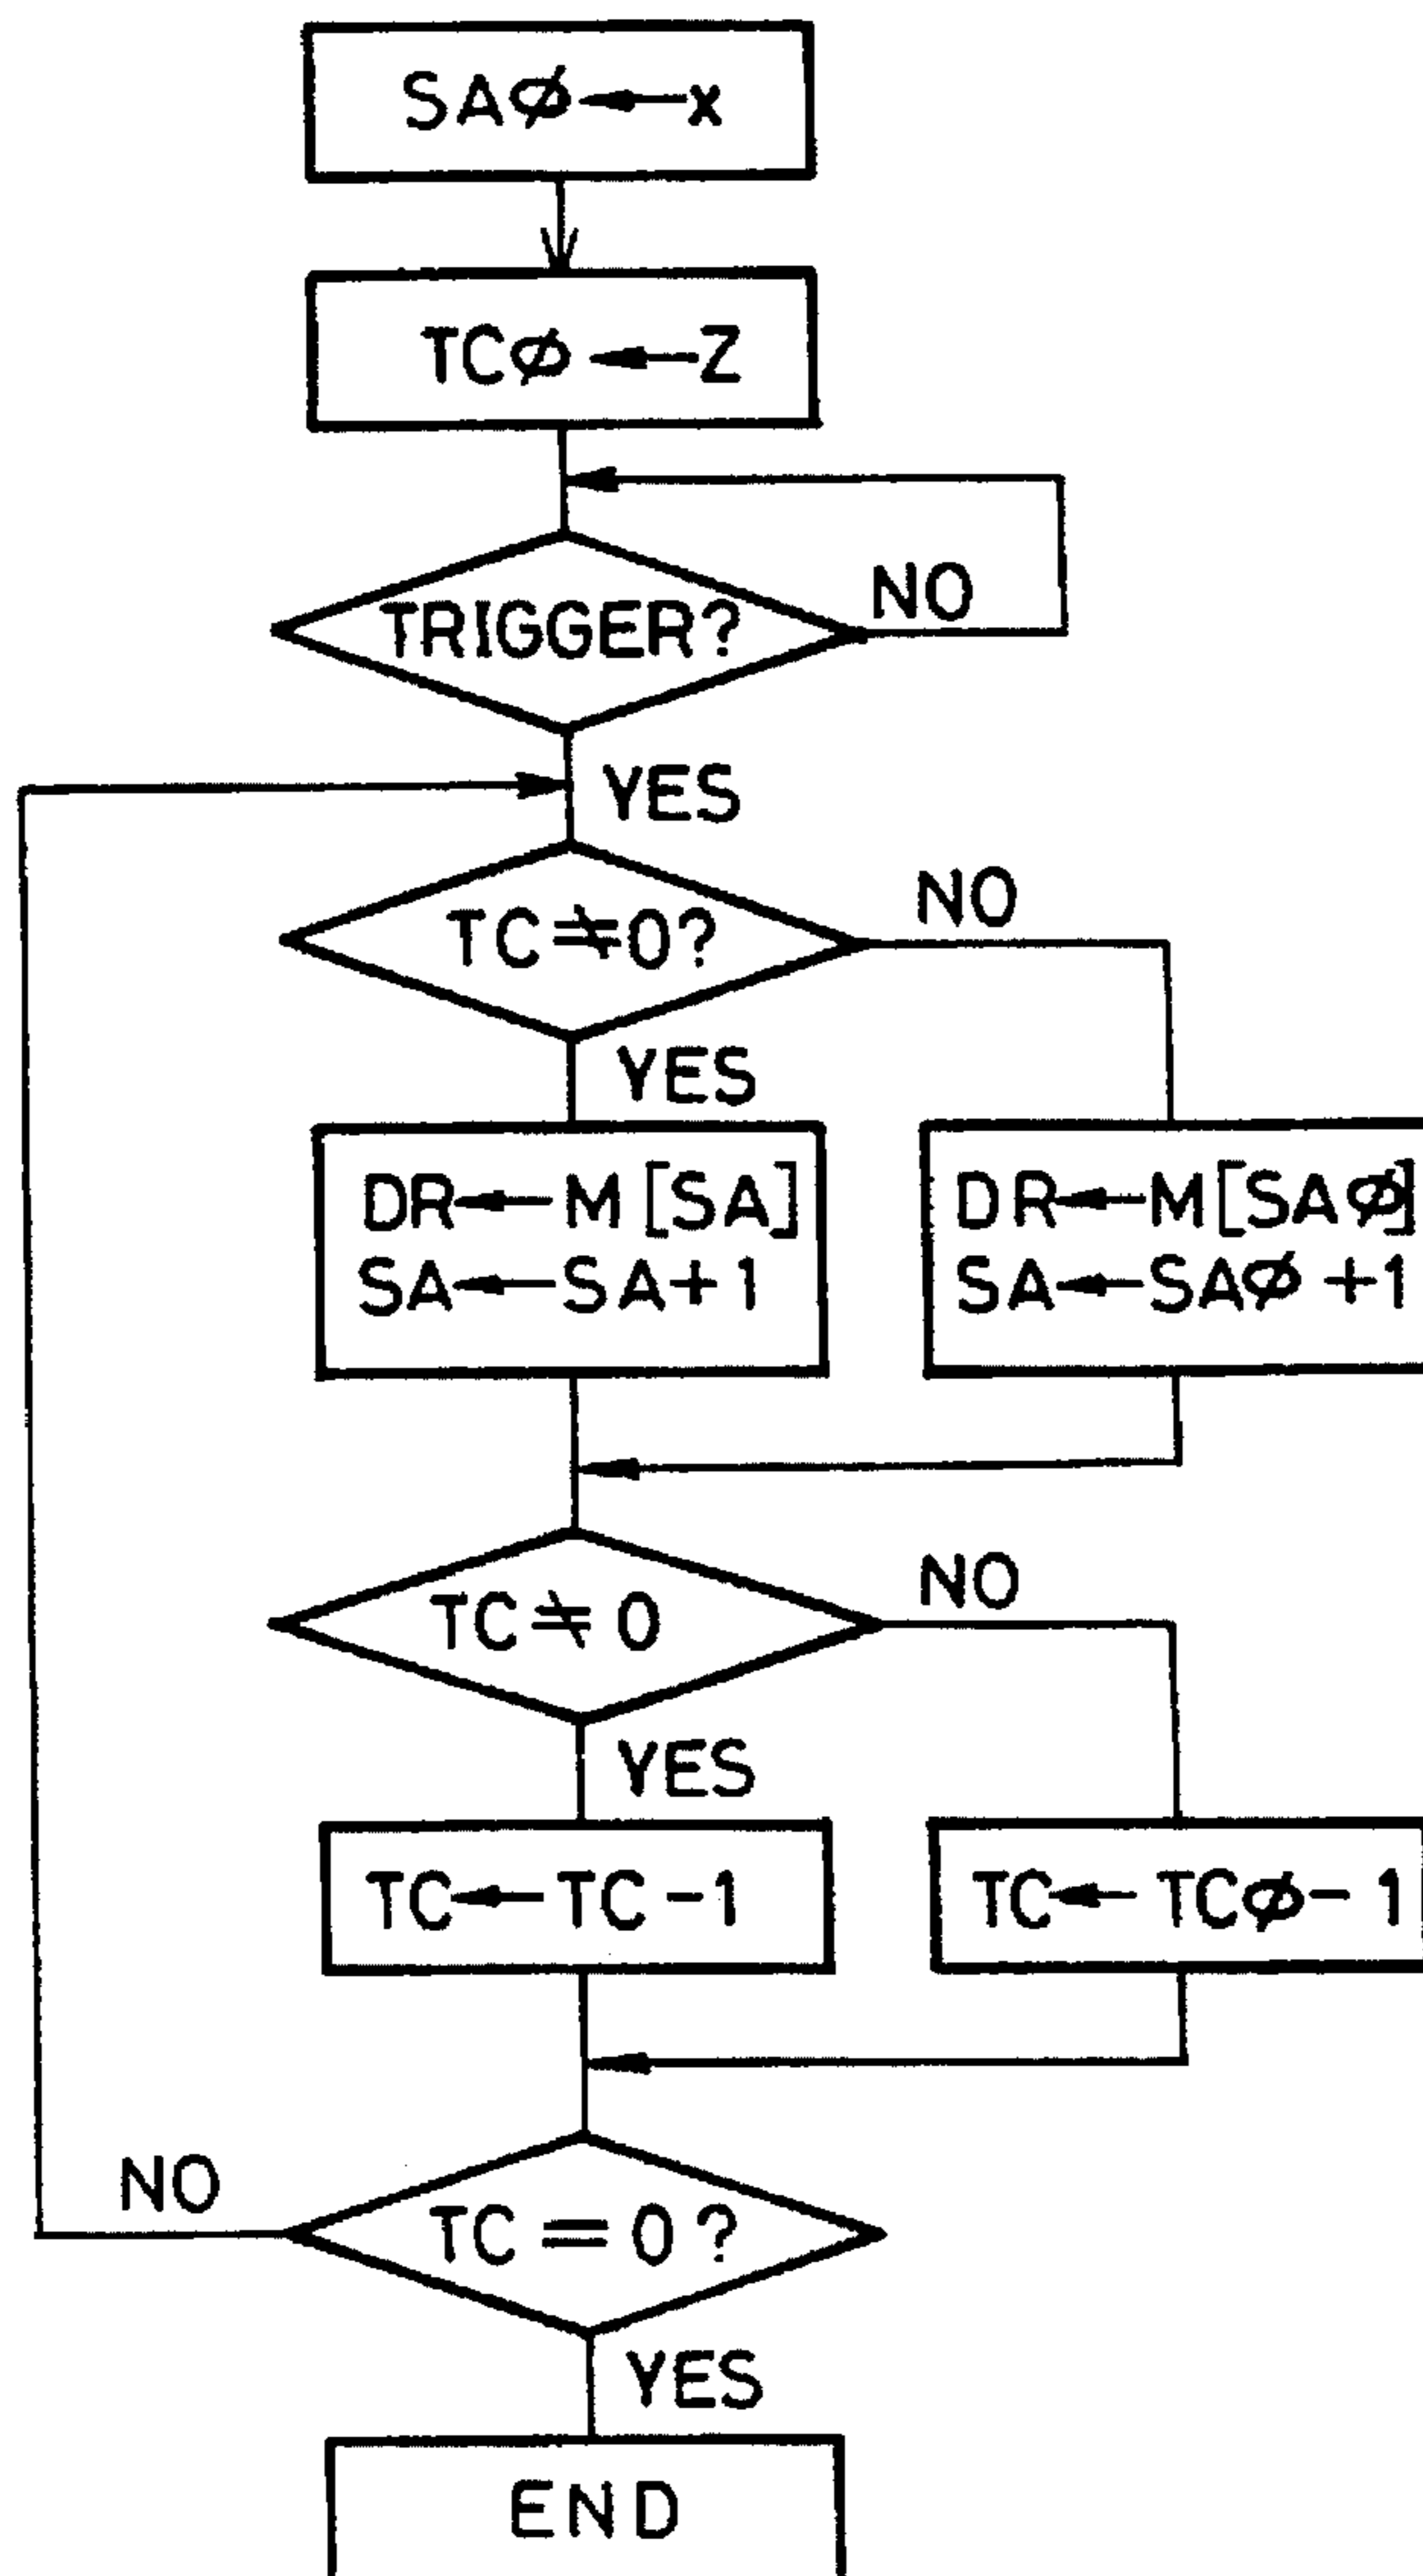 SAØ←x
TCØ←Z
TRIGGER?
NO
YES
TC≠0?
NO
YES
DR←M[SA]
SA←SA+1
DR←M[SAØ]
SA←SAØ+1
TC≠0
NO
YES
TC←TC-1
TC←TCØ-1
TC=0?
NO
YES
END